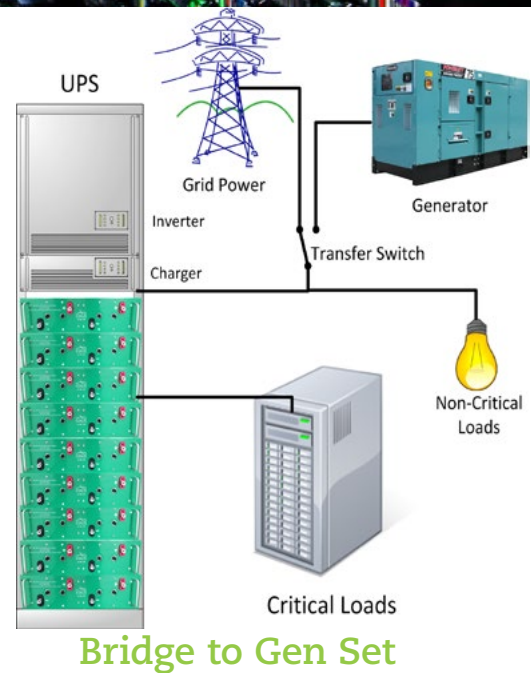 UPS
Grid Power
Generator
Inverter
Transfer Switch
Charger
Non-Critical
Loads
Critical Loads
Bridge to Gen Set